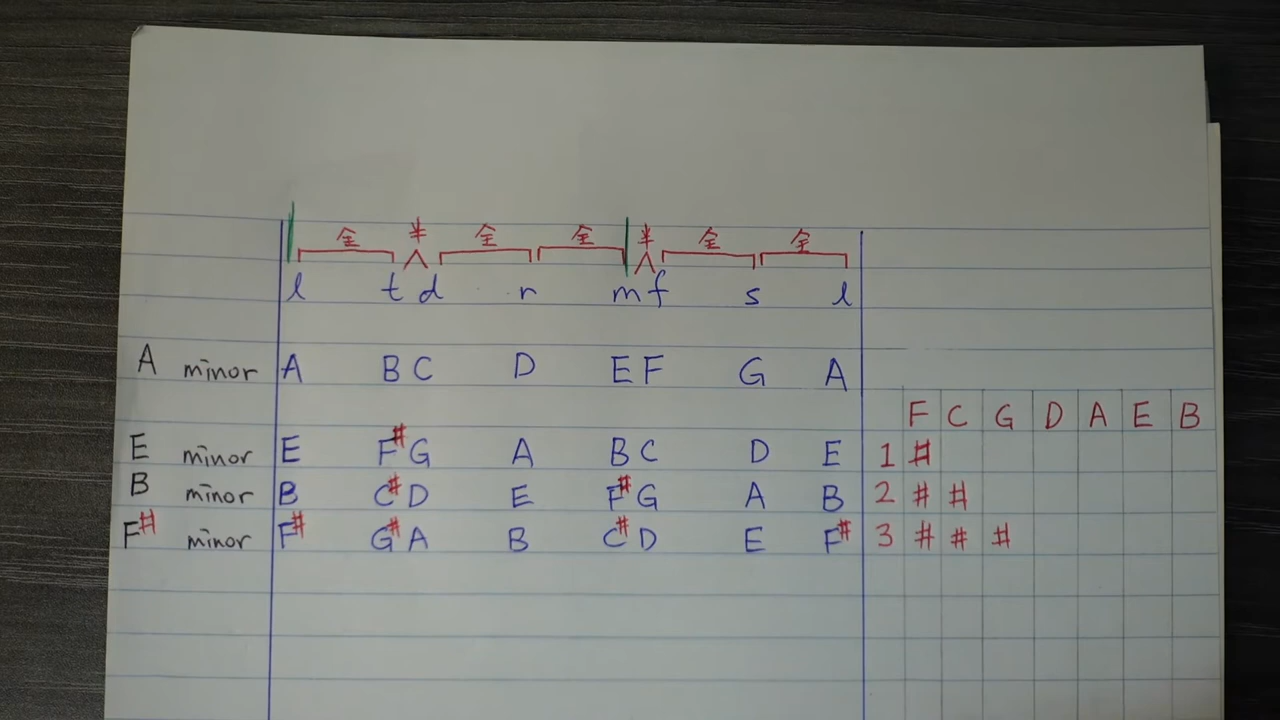 全 半 全 全 半 全 全
l t d r m f s l
A minor A B C D E F G A
F C G D A E B
E minor E F# G A B C D E 1 #
B minor B C# D E F# G A B 2 # #
F# minor F# G# A B C# D E F# 3 # # #